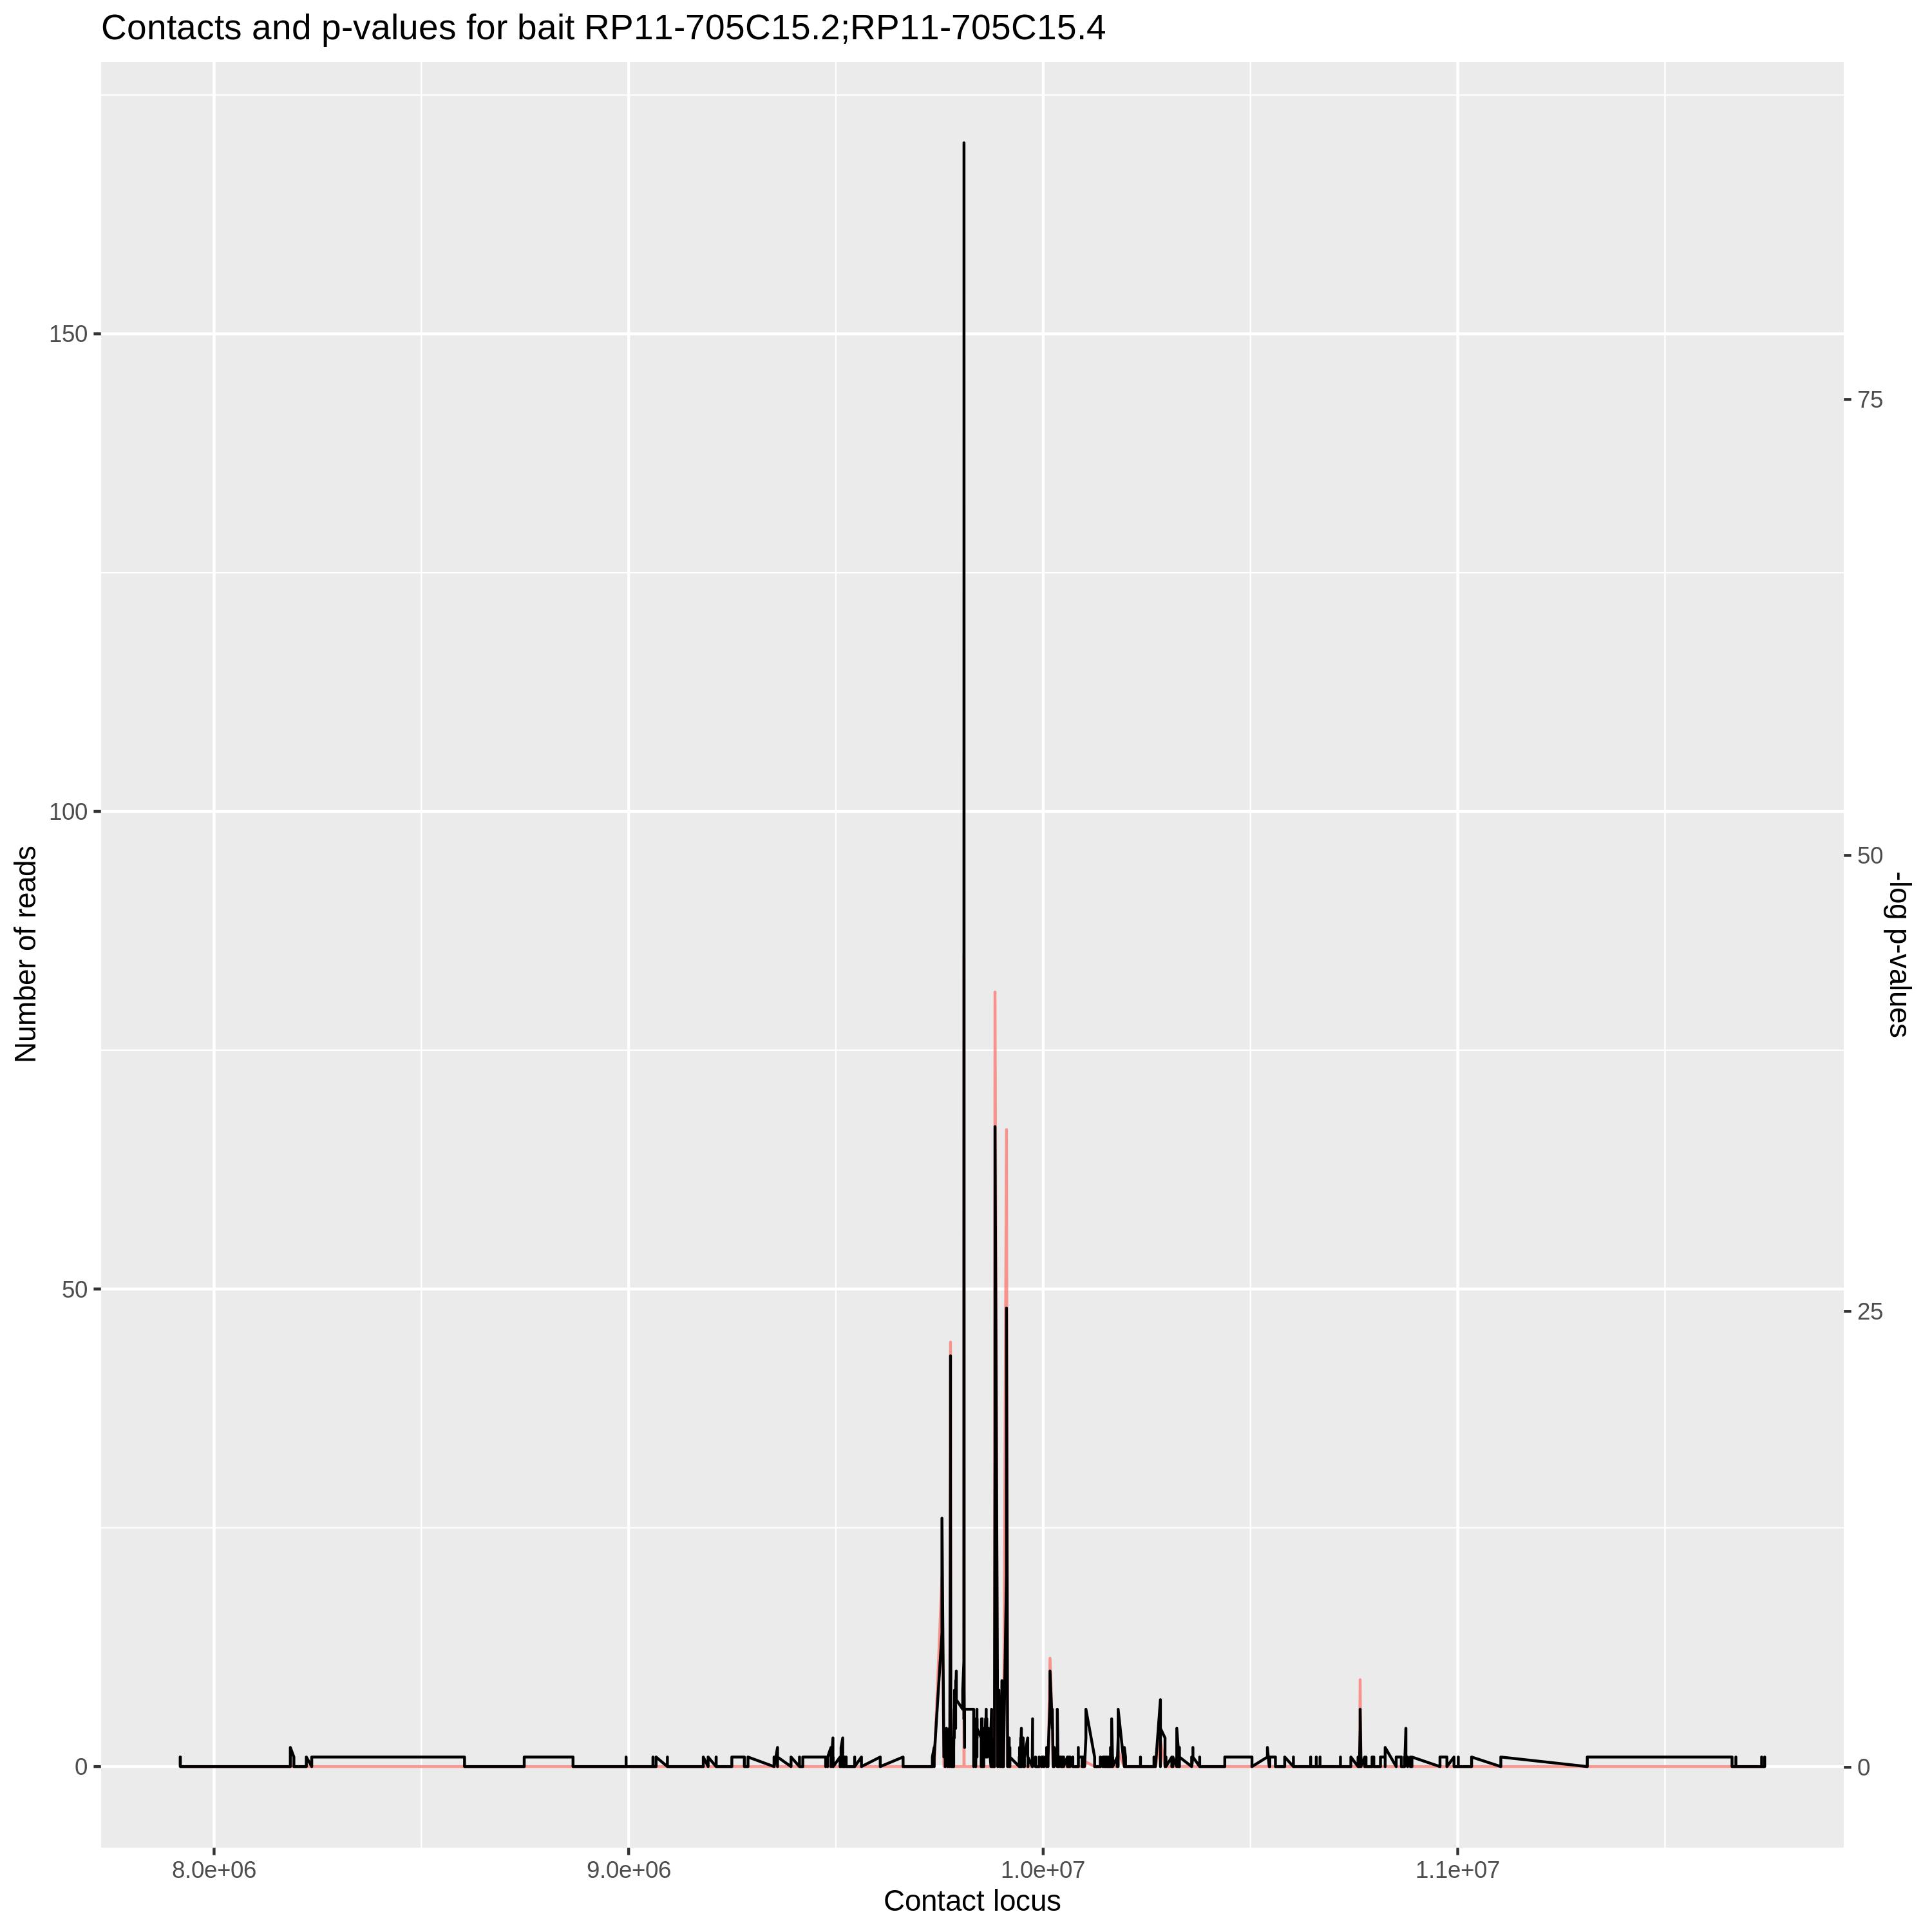 Contacts and p-values for bait RP11-705C15.2;RP11-705C15.4
150
100
50
0
Number of reads
75
50
25
0
-log p-values
8.0e+06
9.0e+06
1.0e+07
1.1e+07
Contact locus